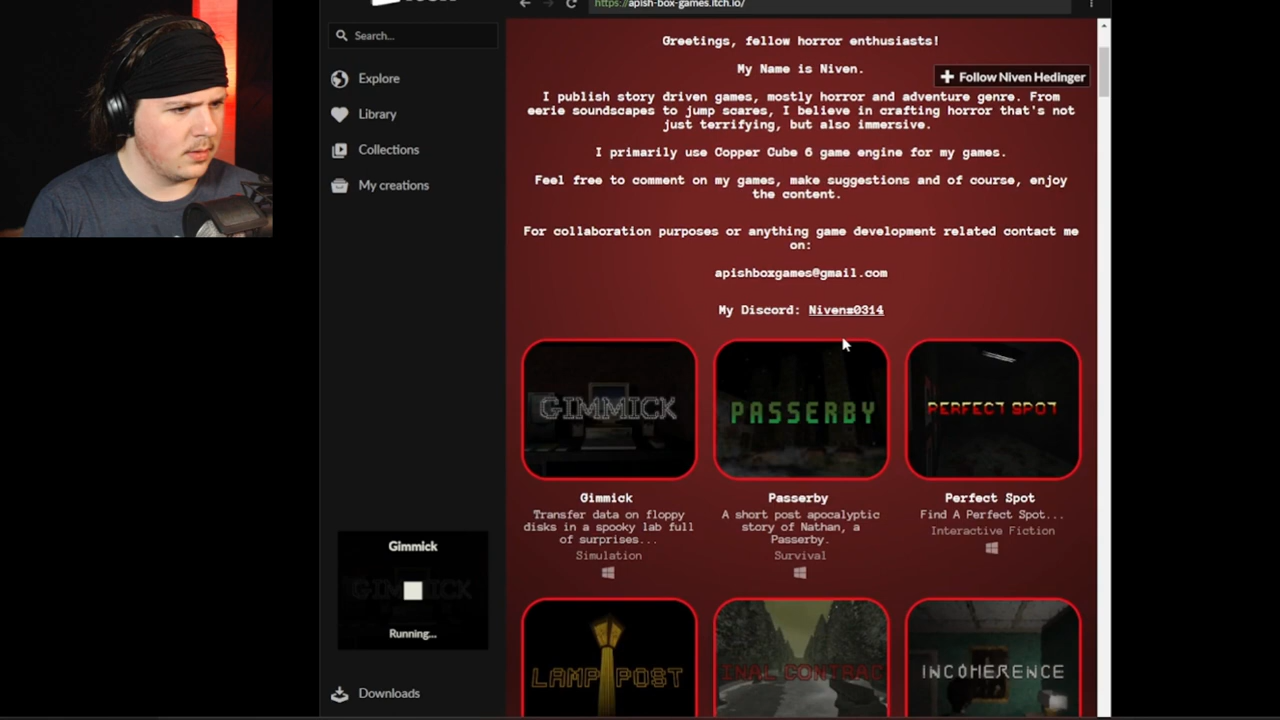 https://apish-box-games.itch.io/
Search...
Explore
Library
Collections
My creations
Greetings, fellow horror enthusiasts!
My Name is Niven.
Follow Niven Hedinger
I publish story driven games, mostly horror and adventure genre. From
eerie soundscapes to jump scares, I believe in crafting horror that's not
just terrifying, but also immersive.
I primarily use Copper Cube 6 game engine for my games.
Feel free to comment on my games, make suggestions and of course, enjoy
the content.
For collaboration purposes or anything game development related contact me
on:
apishboxgames@gmail.com
My Discord: Niven#0314
GIMMICK
PASSERBY
PERFECT SPOT
Gimmick
Transfer data on floppy
disks in a spooky lab full
of surprises...
Simulation
Passerby
A short post apocalyptic
story of Nathan, a
Passerby.
Survival
Perfect Spot
Find A Perfect Spot...
Interactive Fiction
Gimmick
GIMMICK
Running...
LAMP POST
INAL CONTRAC
INCOHERENCE
Downloads